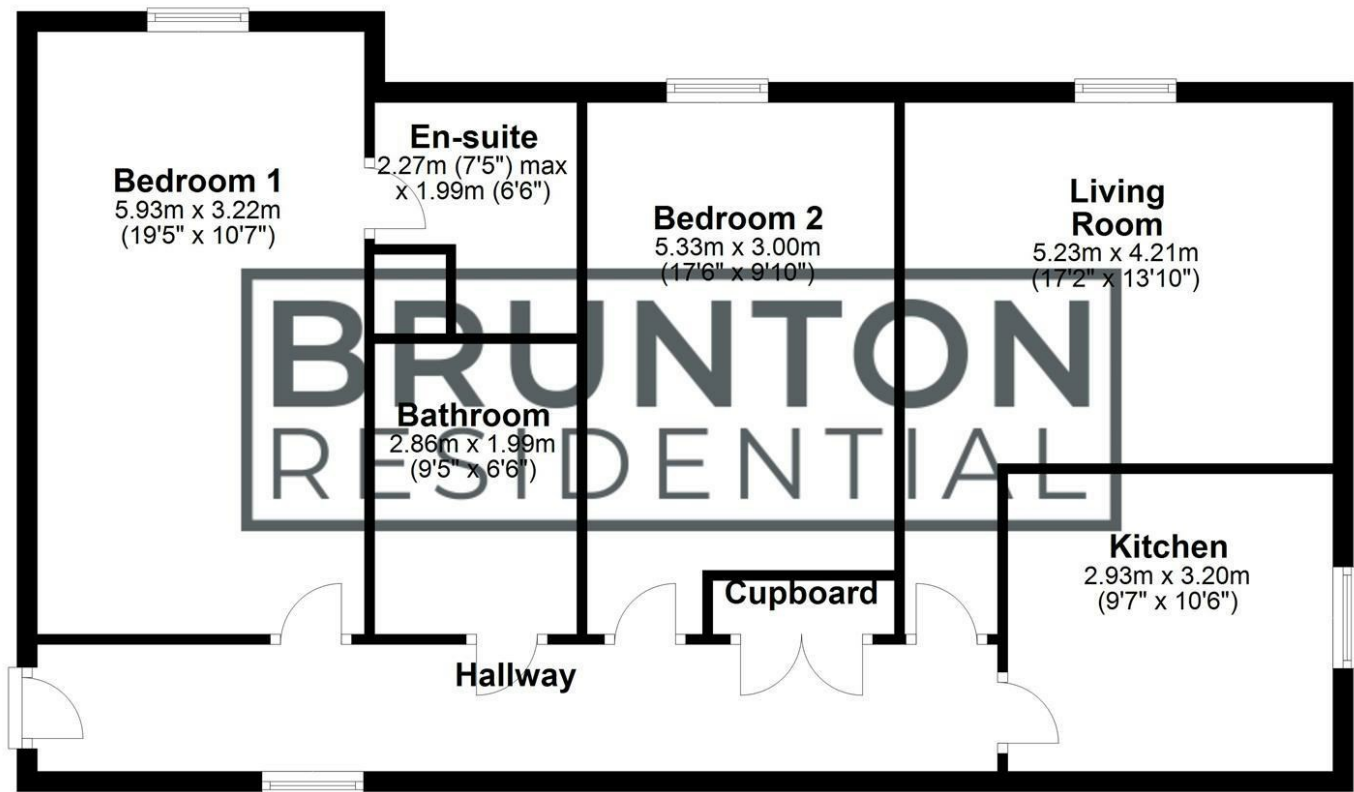 Bedroom 1
5.93m x 3.22m
(19'5" x 10'7")
En-suite
2.27m (7'5") max
x 1.99m (6'6")
Bedroom 2
5.33m x 3.00m
(17'6" x 9'10")
Living
Room
5.23m x 4.21m
(17'2" x 13'10")
BRUNTON
RESIDENTIAL
Bathroom
2.86m x 1.99m
(9'5" x 6'6")
Kitchen
2.93m x 3.20m
(9'7" x 10'6")
Cupboard
Hallway